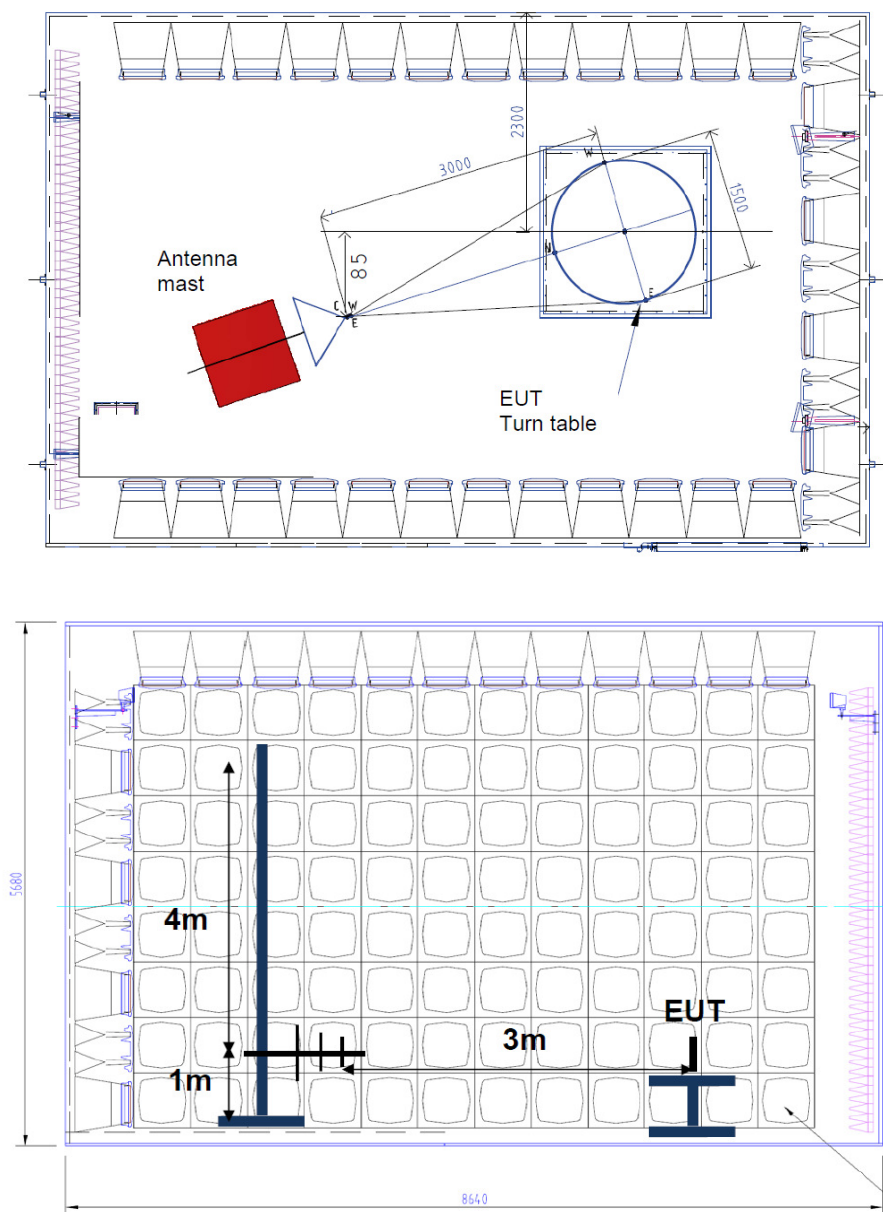 2300
W
3000
1500
N
85
Antenna
mast
C W
E
E
EUT
Turn table
5680
4m
EUT
3m
1m
8640